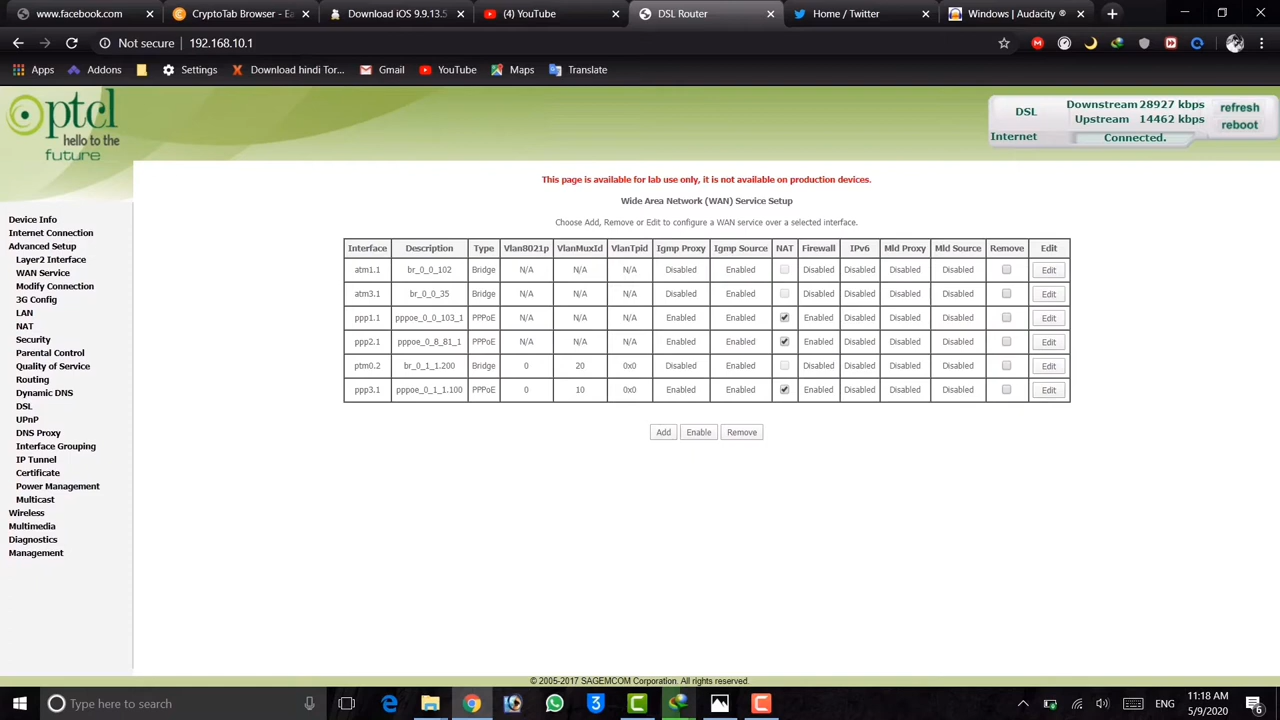 www.facebook.com
CryptoTab Browser - Ea
Download iOS 9.9.13.5
(4) YouTube
DSL Router
Home / Twitter
Windows | Audacity ®
Not secure 192.168.10.1
Apps Addons Settings Download hindi Tor... Gmail YouTube Maps Translate
ptcl
hello to the
future
DSL
Downstream 28927 kbps
Upstream 14462 kbps
Internet Connected.
refresh
reboot
Device Info
Internet Connection
Advanced Setup
Layer2 Interface
WAN Service
Modify Connection
3G Config
LAN
NAT
Security
Parental Control
Quality of Service
Routing
Dynamic DNS
DSL
UPnP
DNS Proxy
Interface Grouping
IP Tunnel
Certificate
Power Management
Multicast
Wireless
Multimedia
Diagnostics
Management
This page is available for lab use only, it is not available on production devices.
Wide Area Network (WAN) Service Setup
Choose Add, Remove or Edit to configure a WAN service over a selected interface.
Interface Description Type Vlan8021p VlanMuxId VlanTpid Igmp Proxy Igmp Source NAT Firewall IPv6 Mld Proxy Mld Source Remove Edit
atm1.1 br_0_0_102 Bridge N/A N/A N/A Disabled Enabled Disabled Disabled Disabled Disabled Edit
atm3.1 br_0_0_35 Bridge N/A N/A N/A Disabled Enabled Disabled Disabled Disabled Disabled Edit
ppp1.1 pppoe_0_0_103_1 PPPoE N/A N/A N/A Enabled Enabled Enabled Disabled Disabled Disabled Edit
ppp2.1 pppoe_0_8_81_1 PPPoE N/A N/A N/A Enabled Enabled Enabled Disabled Disabled Disabled Edit
ptm0.2 br_0_1_1.200 Bridge 0 20 0x0 Disabled Enabled Disabled Disabled Disabled Disabled Edit
ppp3.1 pppoe_0_1_1.100 PPPoE 0 10 0x0 Enabled Enabled Enabled Disabled Disabled Disabled Edit
Add Enable Remove
© 2005-2017 SAGEMCOM Corporation. All rights reserved.
Type here to search
ENG
11:18 AM
5/9/2020
6